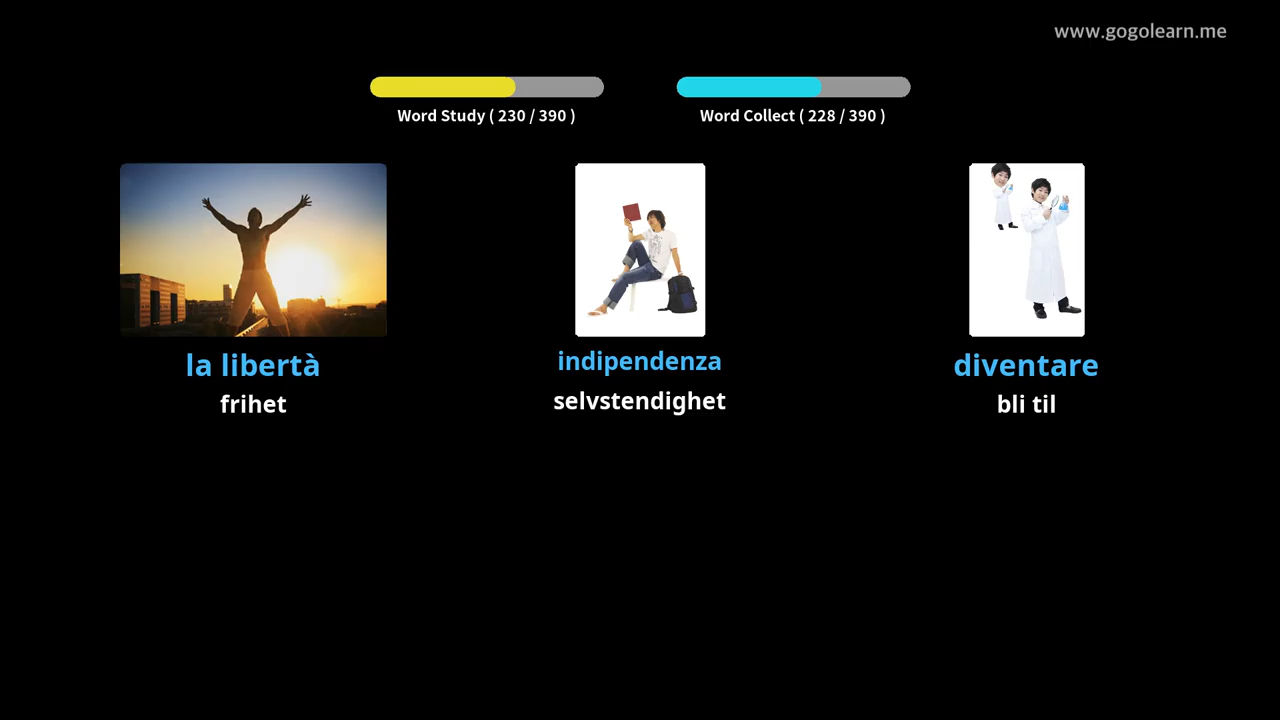 www.gogolearn.me
Word Study ( 230 / 390 )
Word Collect ( 228 / 390 )
la libertà
frihet
indipendenza
selvstendighet
diventare
bli til